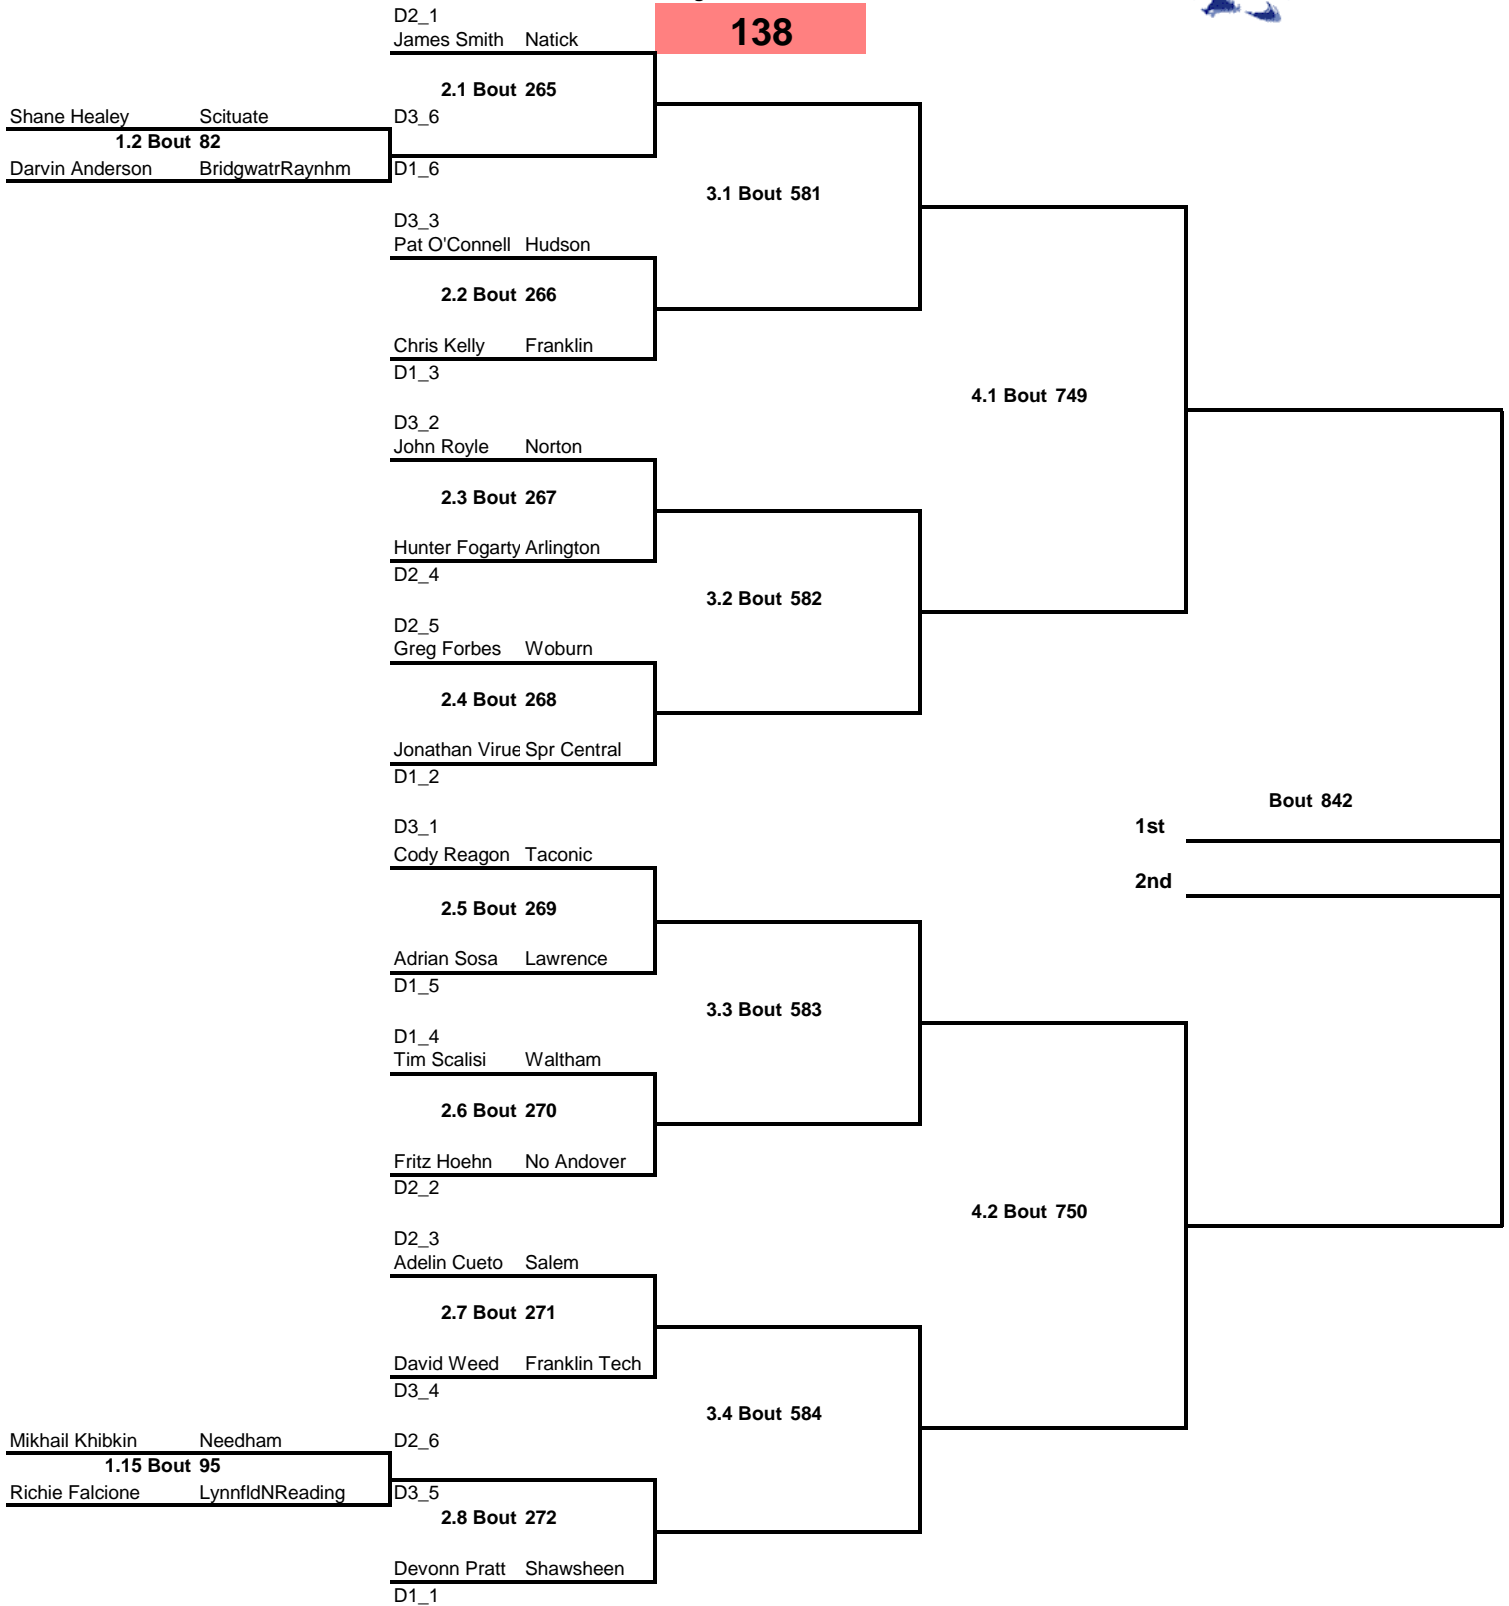 D2_1
James Smith Natick
138
2.1 Bout 265
Shane Healey Scituate
D3_6
1.2 Bout 82
Darvin Anderson BridgwatrRaynhm
D1_6
3.1 Bout 581
D3_3
Pat O'Connell Hudson
2.2 Bout 266
Chris Kelly Franklin
D1_3
4.1 Bout 749
D3_2
John Royle Norton
2.3 Bout 267
Hunter Fogarty Arlington
D2_4
3.2 Bout 582
D2_5
Greg Forbes Woburn
2.4 Bout 268
Jonathan Virue Spr Central
D1_2
Bout 842
D3_1
1st
Cody Reagon Taconic
2nd
2.5 Bout 269
Adrian Sosa Lawrence
D1_5
3.3 Bout 583
D1_4
Tim Scalisi Waltham
2.6 Bout 270
Fritz Hoehn No Andover
D2_2
4.2 Bout 750
D2_3
Adelin Cueto Salem
2.7 Bout 271
David Weed Franklin Tech
D3_4
3.4 Bout 584
Mikhail Khibkin Needham
D2_6
1.15 Bout 95
Richie Falcione LynnfldNReading
D3_5
2.8 Bout 272
Devonn Pratt Shawsheen
D1_1